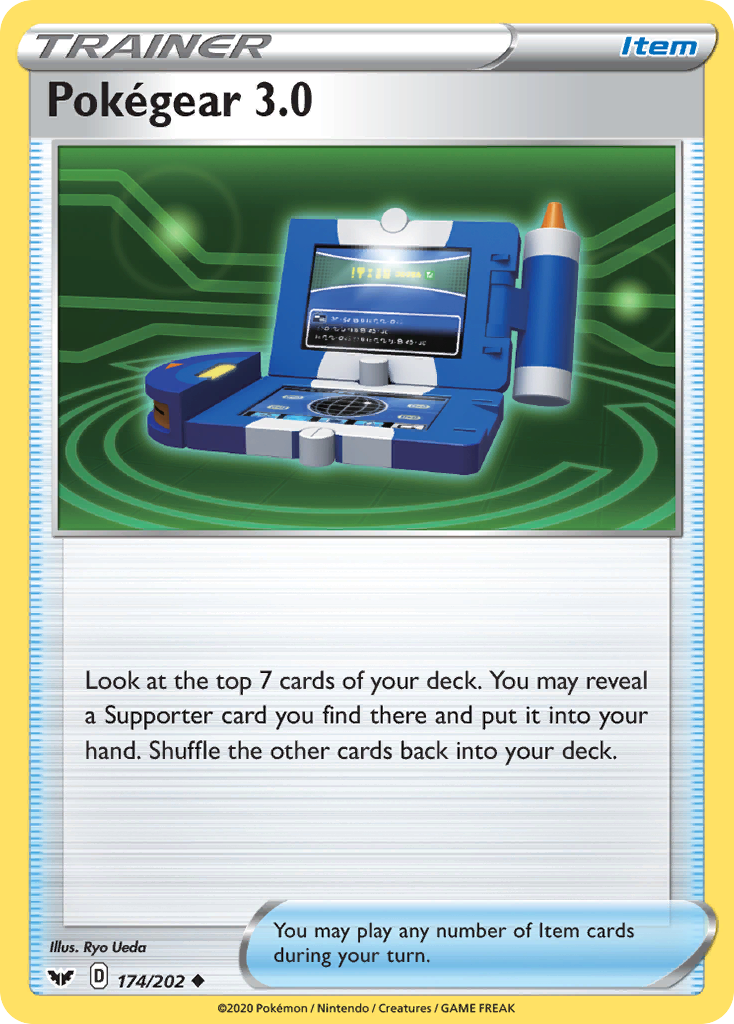 TRAINER
Item
Pokégear 3.0
Look at the top 7 cards of your deck. You may reveal
a Supporter card you find there and put it into your
hand. Shuffle the other cards back into your deck.
You may play any number of Item cards
during your turn.
Illus. Ryo Ueda
D 174/202
©2020 Pokémon / Nintendo / Creatures / GAME FREAK